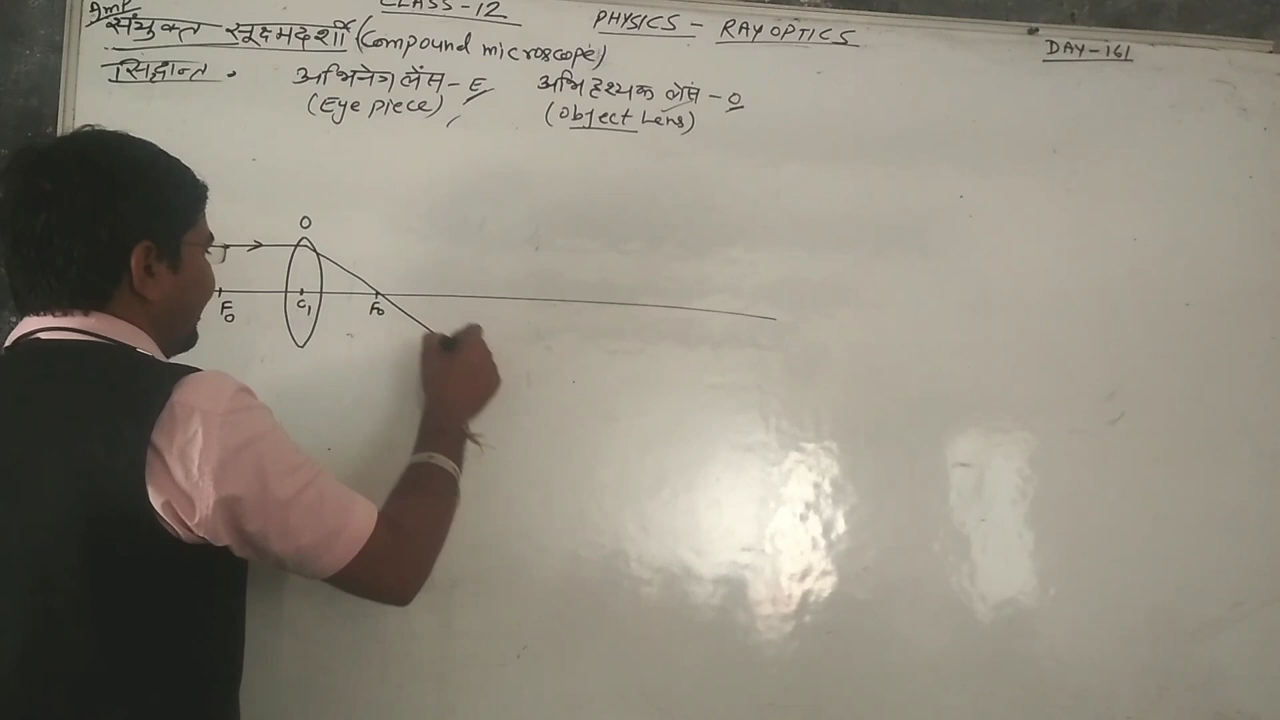 CLASS-12
PHYSICS - RAY OPTICS
DAY-161
Imp
संयुक्त सूक्ष्मदर्शी (Compound microscope)
सिद्धान्त .
अभिनेत्र लेंस - E
(Eye piece)
अभिदृश्यक लेंस - O
(Object Lens)
O
F₀
C₁
F₀